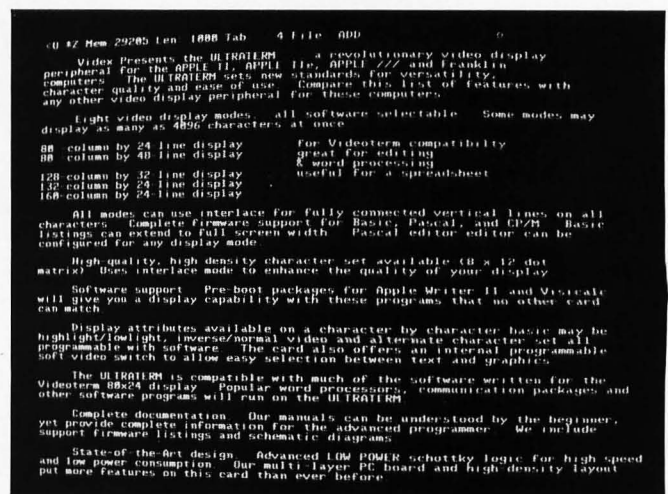 <U #Z Mem 29205 Len 1000 Tab 4 File ADD
Videx Presents the ULTRATERM a revolutionary video display
peripheral for the APPLE II, APPLE IIe, APPLE /// and Franklin
computers The ULTRATERM sets new standards for versatility,
character quality and ease of use. Compare this list of features with
any other video display peripheral for these computers
Eight video display modes, all software selectable Some modes may
display as many as 4096 characters at once
80 column by 24 line display for Videoterm compatibilty
80 column by 48 line display great for editing
& word processing
128-column by 32 line display useful for a spreadsheet
132-column by 24 line display
160-column by 24 line display
All modes can use interlace for fully connected vertical lines on all
characters Complete firmware support for Basic, Pascal, and CP/M Basic
listings can extend to full screen width Pascal editor editor can be
configured for any display mode.
High-quality, high density character set available (8 x 12 dot
matrix) Uses interlace mode to enhance the quality of your display
Software support Pre-boot packages for Apple Writer II and Visicalc
will give you a display capability with these programs that no other card
can match
Display attributes available on a character by character basic may be
highlight/lowlight, inverse/normal video and alternate character set all
programmable with software The card also offers an internal programmable
soft video switch to allow easy selection between text and graphics
The ULTRATERM is compatible with much of the software written for the
Videoterm 80x24 display Popular word processors, communication packages and
other software programs will run on the ULTRATERM
Complete documentation. Our manuals can be understood by the beginner,
yet provide complete information for the advanced programmer We include
support firmware listings and schematic diagrams
State-of-the-Art design. Advanced LOW POWER schottky logic for high speed
and low power consumption. Our multi-layer PC board and high density layout
put more features on this card than ever before